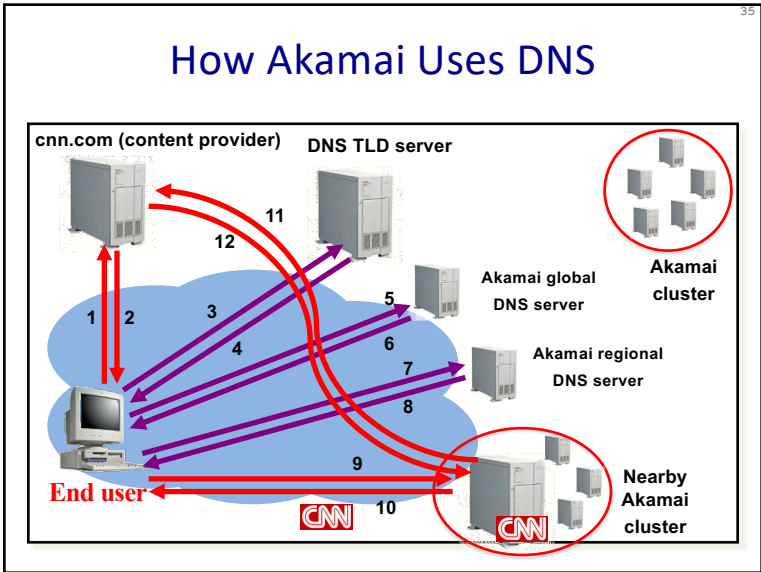 35
How Akamai Uses DNS
cnn.com (content provider)
DNS TLD server
11
12
Akamai
cluster
Akamai global
DNS server
1
2
3
4
5
6
Akamai regional
DNS server
7
8
9
End user
10
CNN
CNN
Nearby
Akamai
cluster